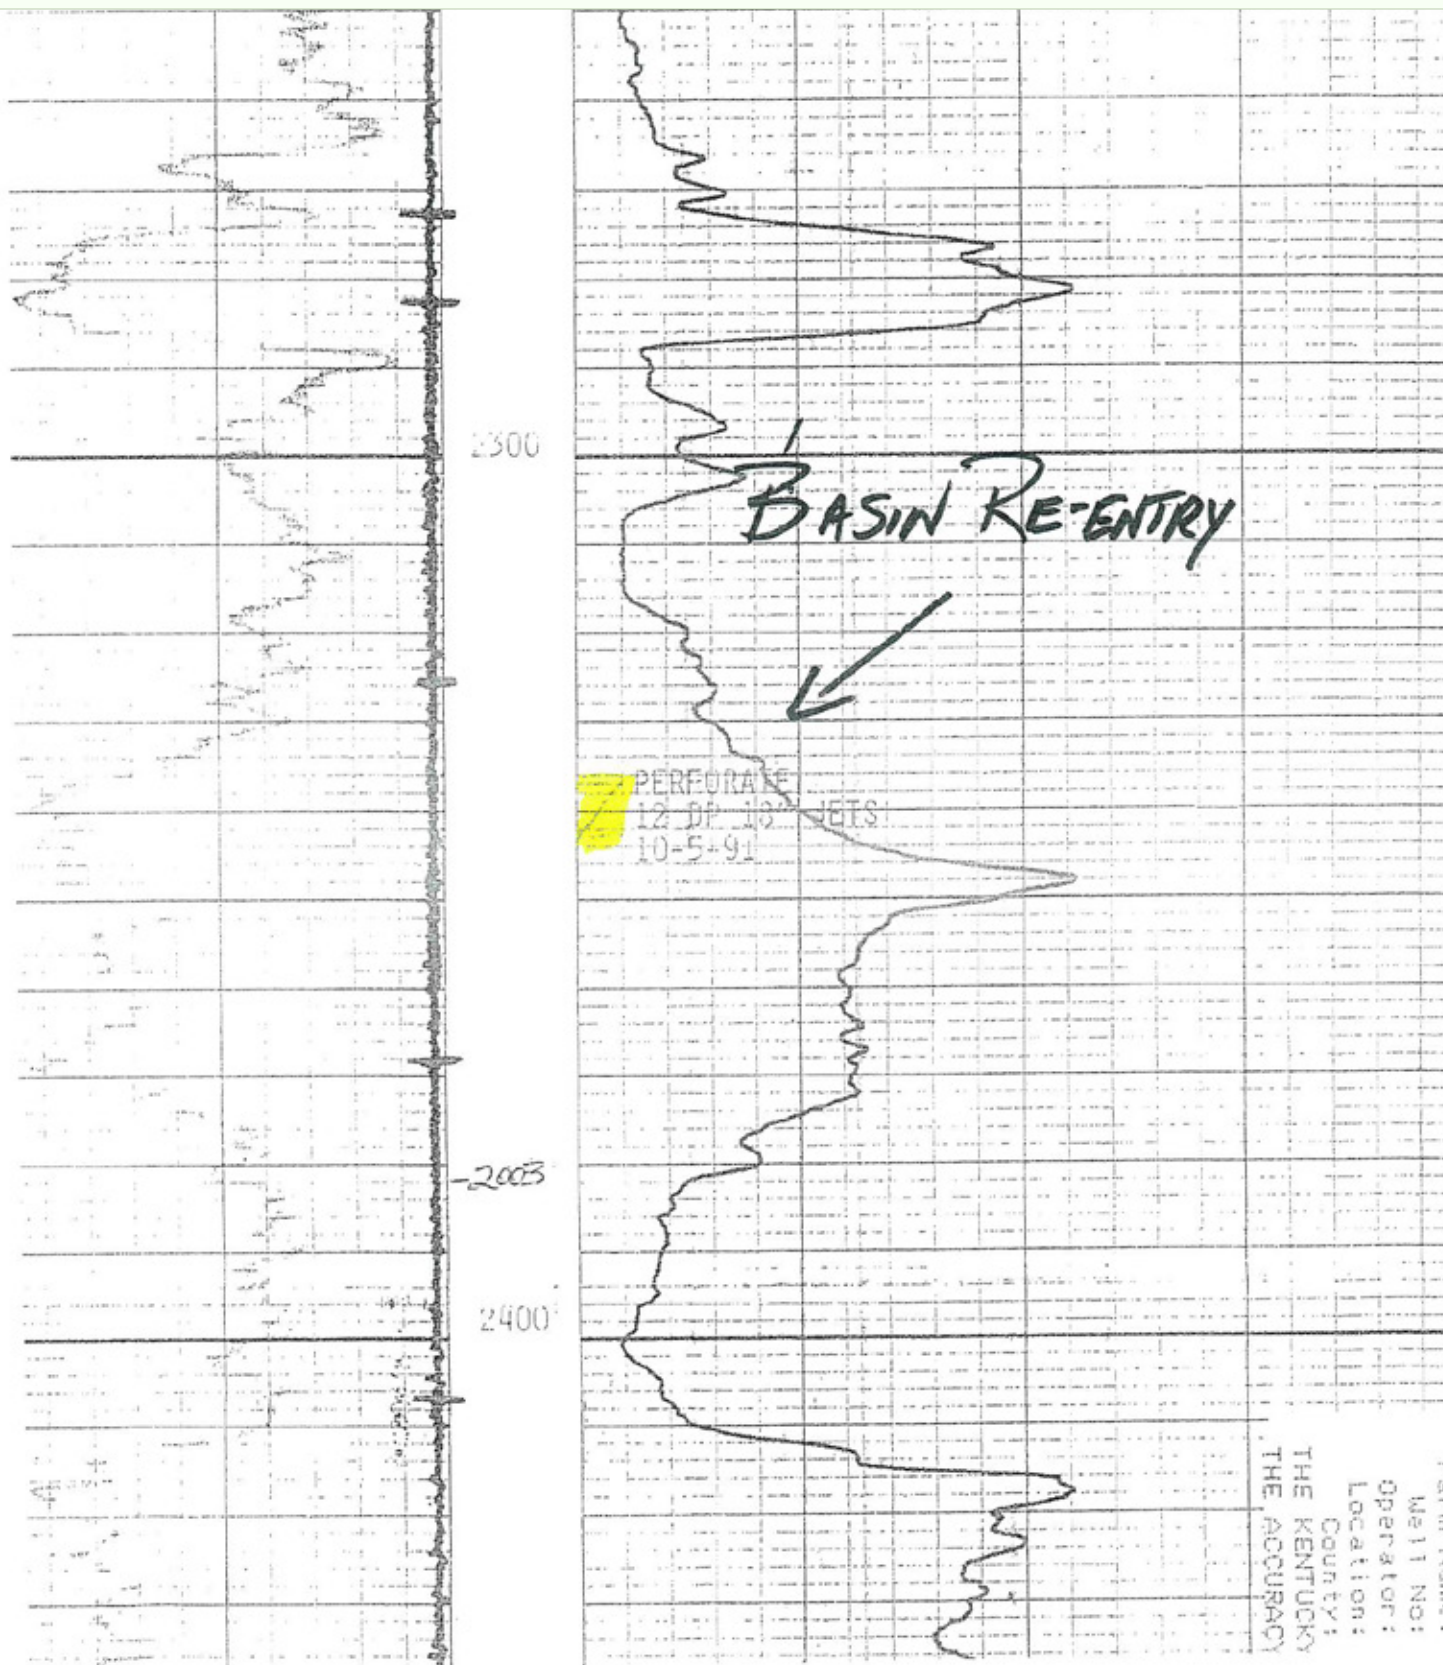 2300
BASIN RE-ENTRY
PERFORATE
12 DP 13" JETS
10-5-91
-2003
2400
Well No:
Operator:
Location:
County:
THE KENTUCKY
THE ACCURACY